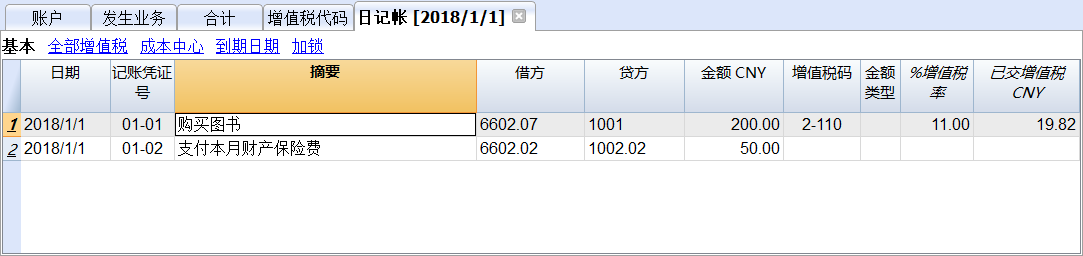 账户 发生业务 合计 增值税代码 日记帐 [2018/1/1]
基本 全部增值税 成本中心 到期日期 加锁
日期 记账凭证号 摘要 借方 贷方 金额 CNY 增值税码 金额类型 %增值税率 已交增值税 CNY
1 2018/1/1 01-01 购买图书 6602.07 1001 200.00 2-110 11.00 19.82
2 2018/1/1 01-02 支付本月财产保险费 6602.02 1002.02 50.00